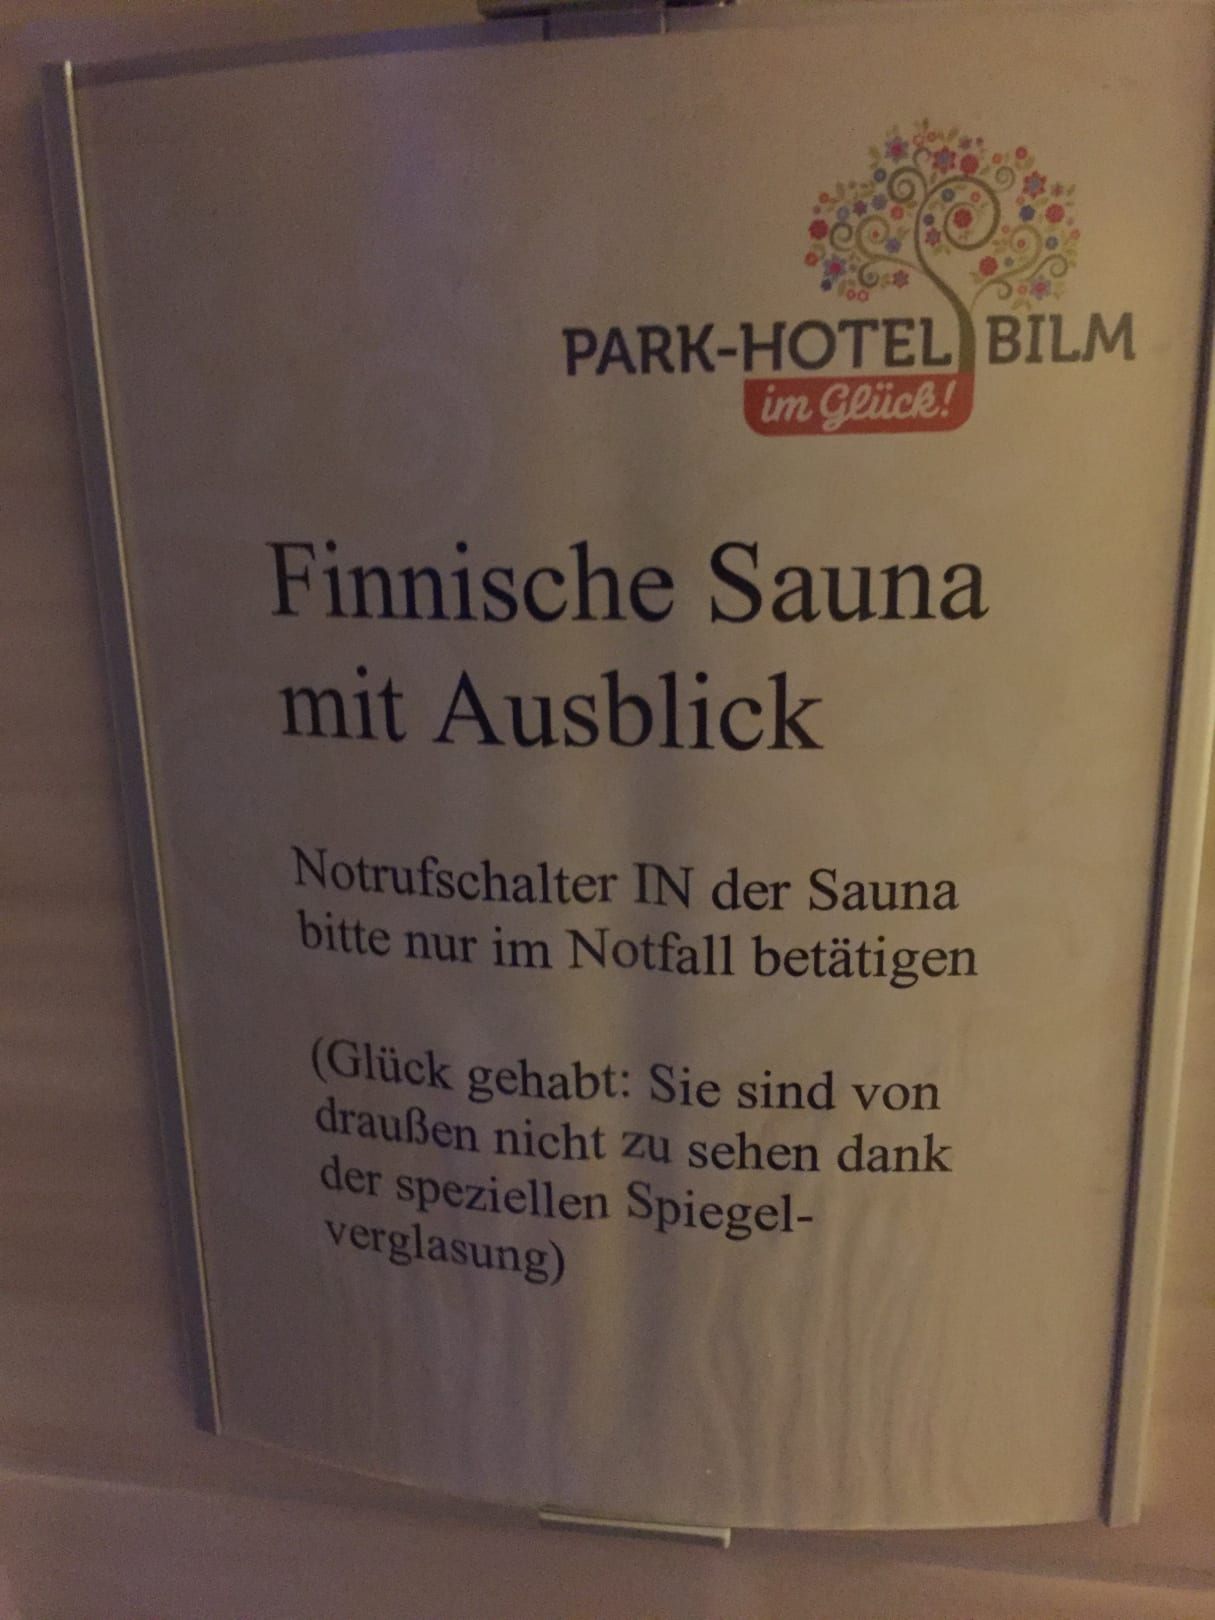 PARK-HOTEL BILM
im Glück!
Finnische Sauna
mit Ausblick
Notrufschalter IN der Sauna
bitte nur im Notfall betätigen
(Glück gehabt: Sie sind von
draußen nicht zu sehen dank
der speziellen Spiegel-
verglasung)